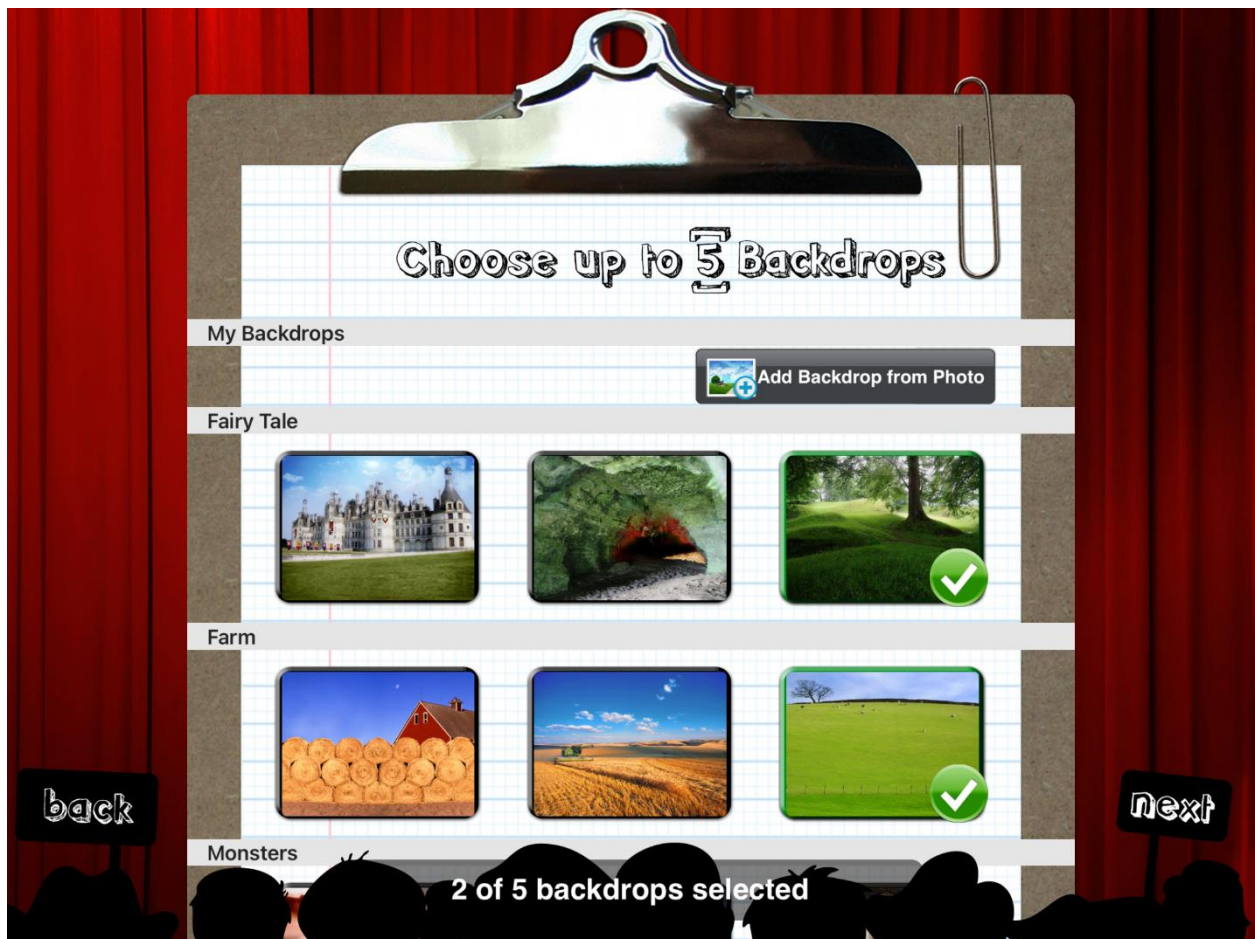 Choose up to 5 Backdrops
My Backdrops
Add Backdrop from Photo
Fairy Tale
Farm
back
next
Monsters
2 of 5 backdrops selected